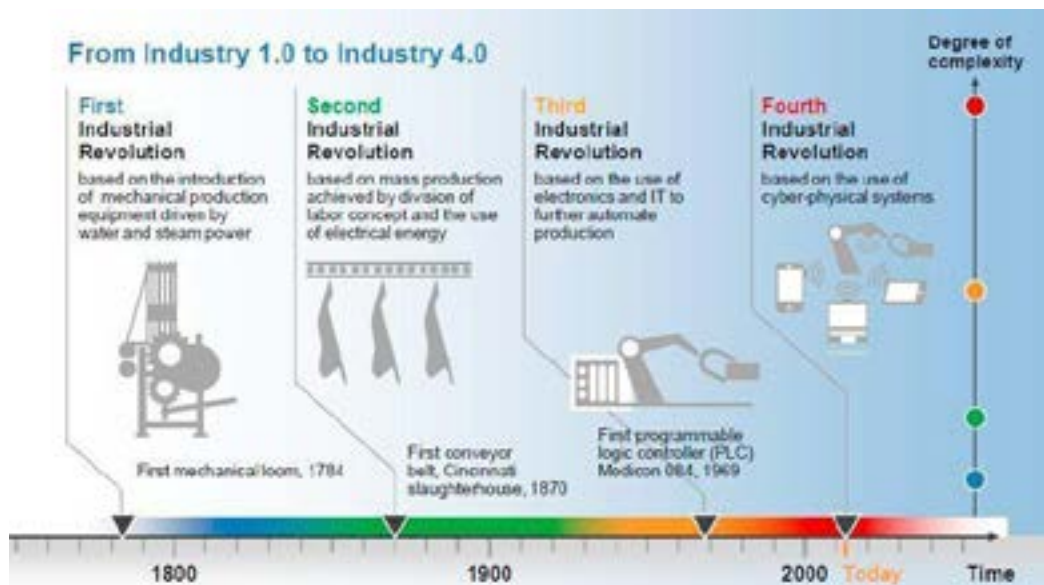 From Industry 1.0 to Industry 4.0
Degree of
complexity
First
Industrial
Revolution
based on the introduction
of mechanical production
equipment driven by
water and steam power
Second
Industrial
Revolution
based on mass production
achieved by division of
labor concept and the use
of electrical energy
Third
Industrial
Revolution
based on the use of
electronics and IT to
further automate
production
Fourth
Industrial
Revolution
based on the use of
cyber-physical systems
First mechanical loom, 1784
First conveyor
belt, Cincinnati
slaughterhouse, 1870
First programmable
logic controller (PLC)
Modicon 084, 1969
1800
1900
2000
Today
Time